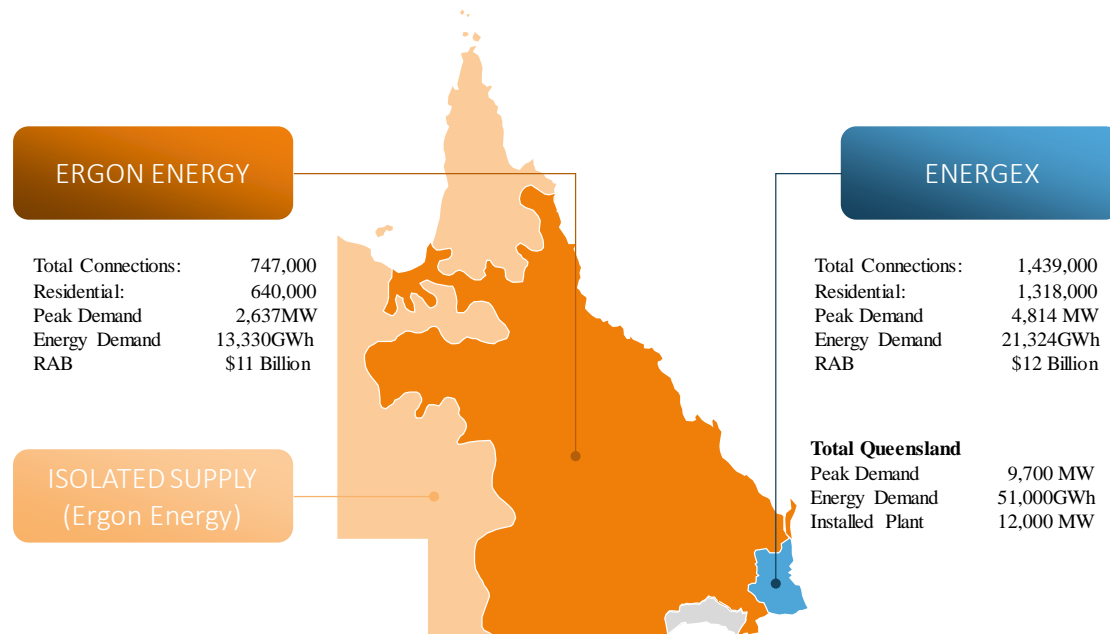 ERGON ENERGY
Total Connections: 747,000
Residential: 640,000
Peak Demand 2,637MW
Energy Demand 13,330GWh
RAB $11 Billion
ISOLATED SUPPLY
(Ergon Energy)
ENERGEX
Total Connections: 1,439,000
Residential: 1,318,000
Peak Demand 4,814 MW
Energy Demand 21,324GWh
RAB $12 Billion
Total Queensland
Peak Demand 9,700 MW
Energy Demand 51,000GWh
Installed Plant 12,000 MW